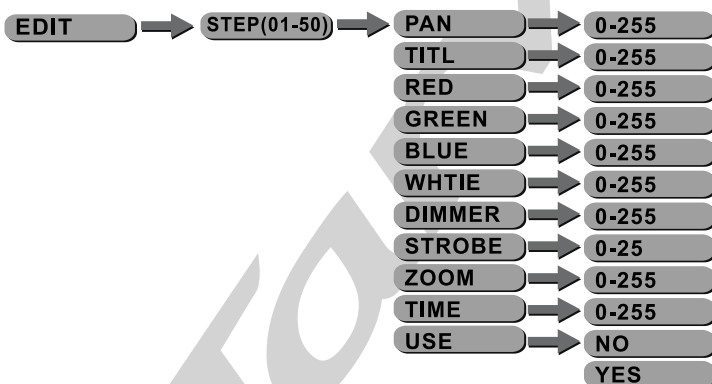 EDIT STEP(01-50) PAN 0-255
TITL 0-255
RED 0-255
GREEN 0-255
BLUE 0-255
WHTIE 0-255
DIMMER 0-255
STROBE 0-25
ZOOM 0-255
TIME 0-255
USE NO
YES